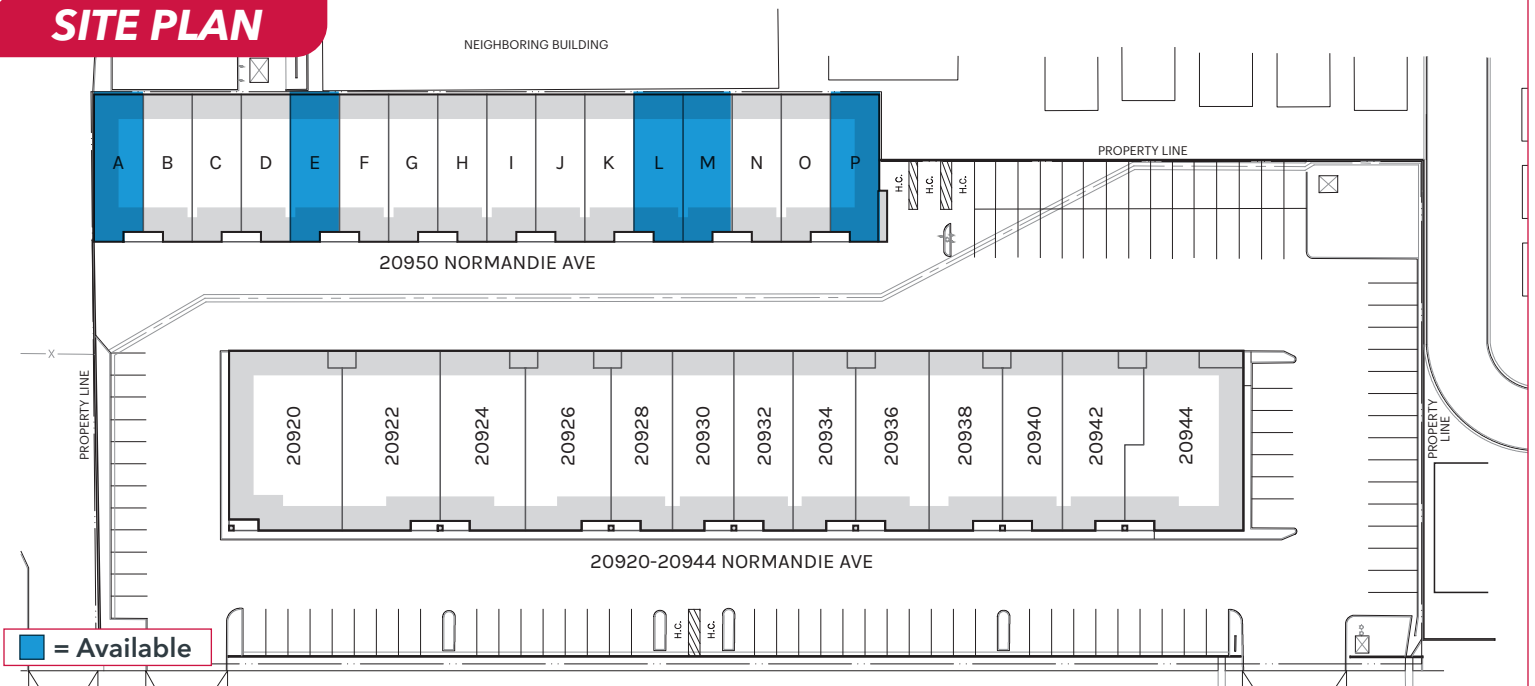 SITE PLAN
NEIGHBORING BUILDING
A B C D E F G H I J K L M N O P
PROPERTY LINE
H.C. H.C. H.C.
20950 NORMANDIE AVE
X
PROPERTY LINE
20920 20922 20924 20926 20928 20930 20932 20934 20936 20938 20940 20942 20944
PROPERTY
LINE
20920-20944 NORMANDIE AVE
H.C. H.C.
= Available